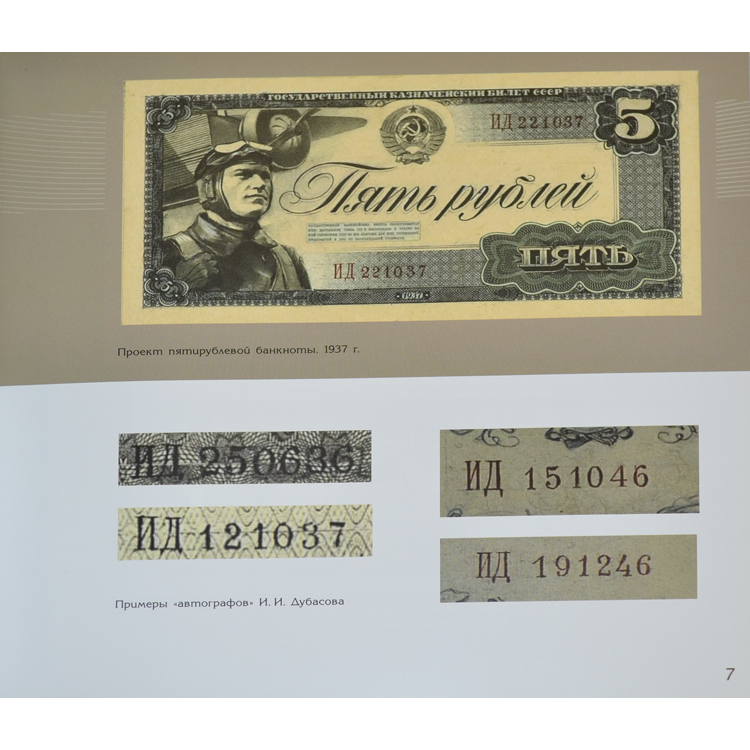 ГОСУДАРСТВЕННЫЙ КАЗНАЧЕЙСКИЙ БИЛЕТ СССР
5
ИД 221037
Пять рублей
ПЯТЬ
ИД 221037
1937
Проект пятирублевой банкноты. 1937 г.
ИД 250636
ИД 151046
ИД 121037
ИД 191246
Примеры «автографов» И. И. Дубасова
7